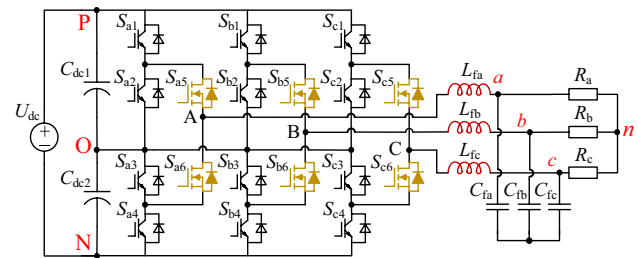 P
S_a1
S_b1
S_c1
C_dc1
S_a2
S_a5
S_b2
S_b5
S_c2
S_c5
L_fa
a
R_a
U_dc
A
L_fb
b
R_b
B
n
O
C
L_fc
c
R_c
C_dc2
S_a3
S_a6
S_b3
S_b6
S_c3
S_c6
C_fa
C_fb
C_fc
S_a4
S_b4
S_c4
N